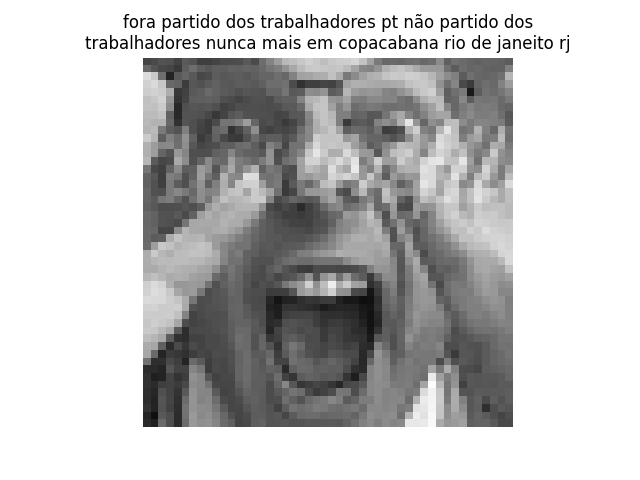 fora partido dos trabalhadores pt não partido dos
trabalhadores nunca mais em copacabana rio de janeito rj